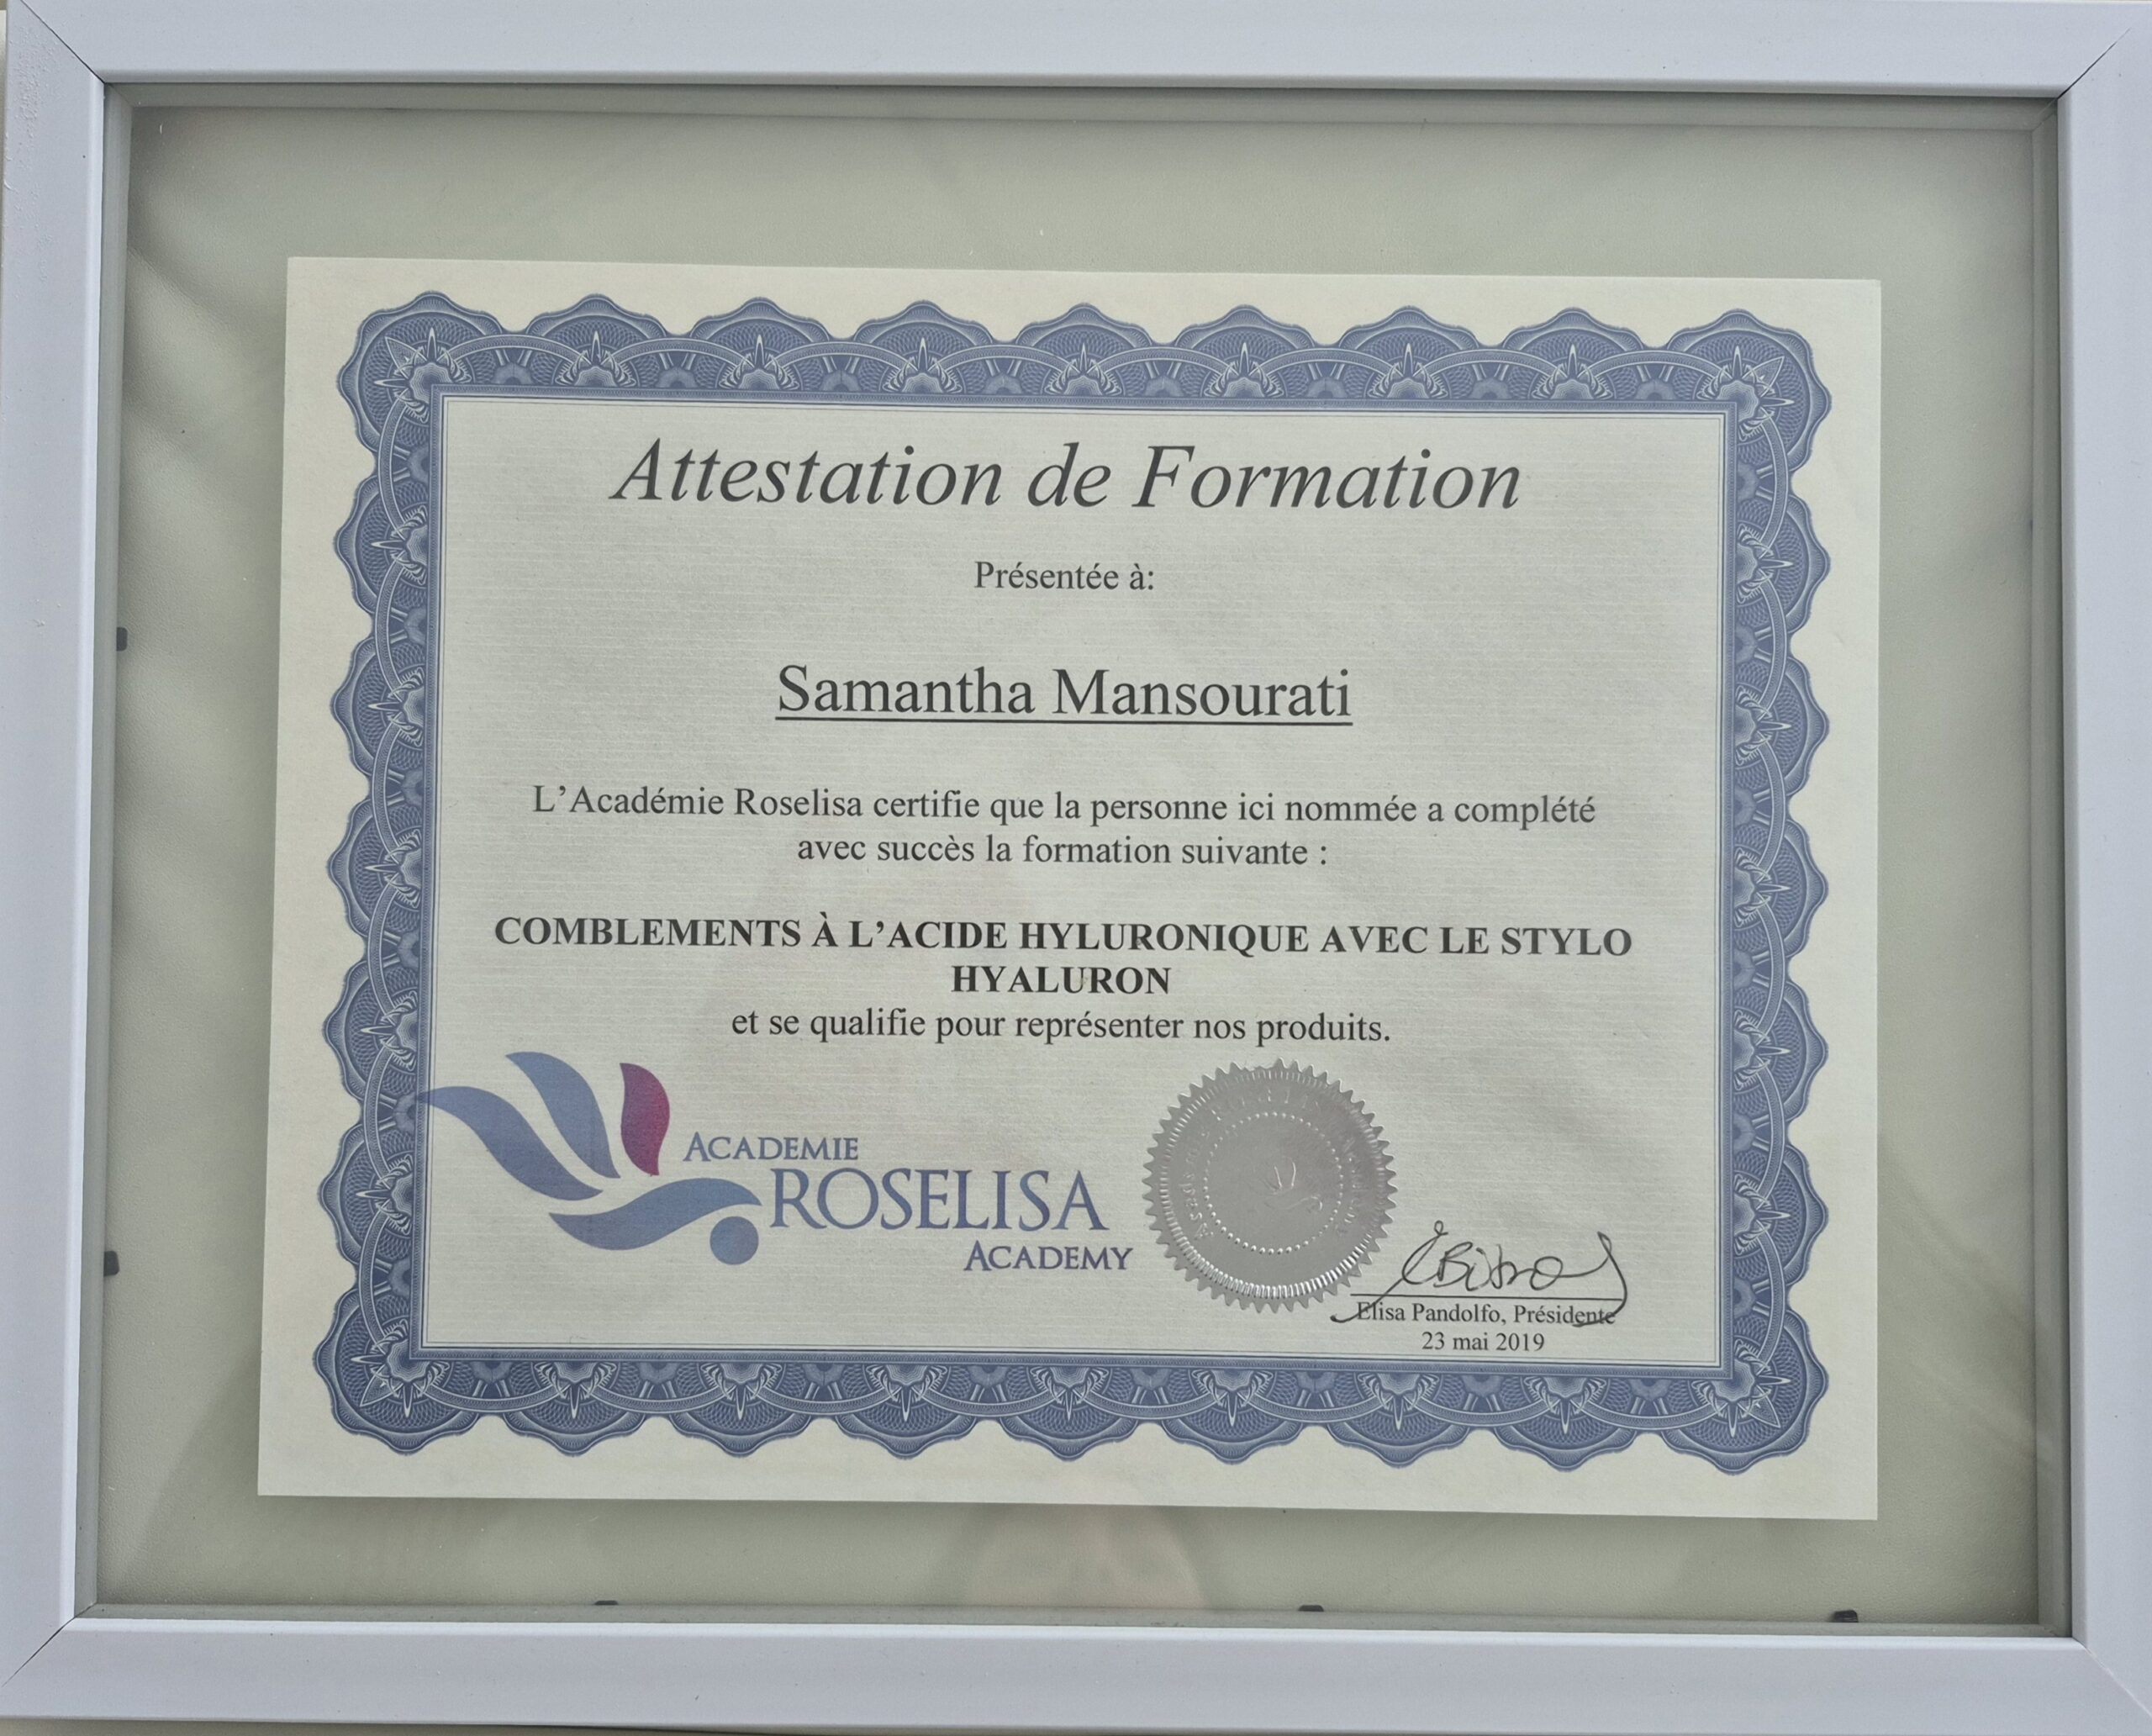 Attestation de Formation
Présentée à:
Samantha Mansourati
L'Académie Roselisa certifie que la personne ici nommée a complété
avec succès la formation suivante :
COMBLEMENTS À L'ACIDE HYLURONIQUE AVEC LE STYLO
HYALURON
et se qualifie pour représenter nos produits.
ACADEMIE
ROSELISA
ACADEMY
Elisa Pandolfo, Présidente
23 mai 2019